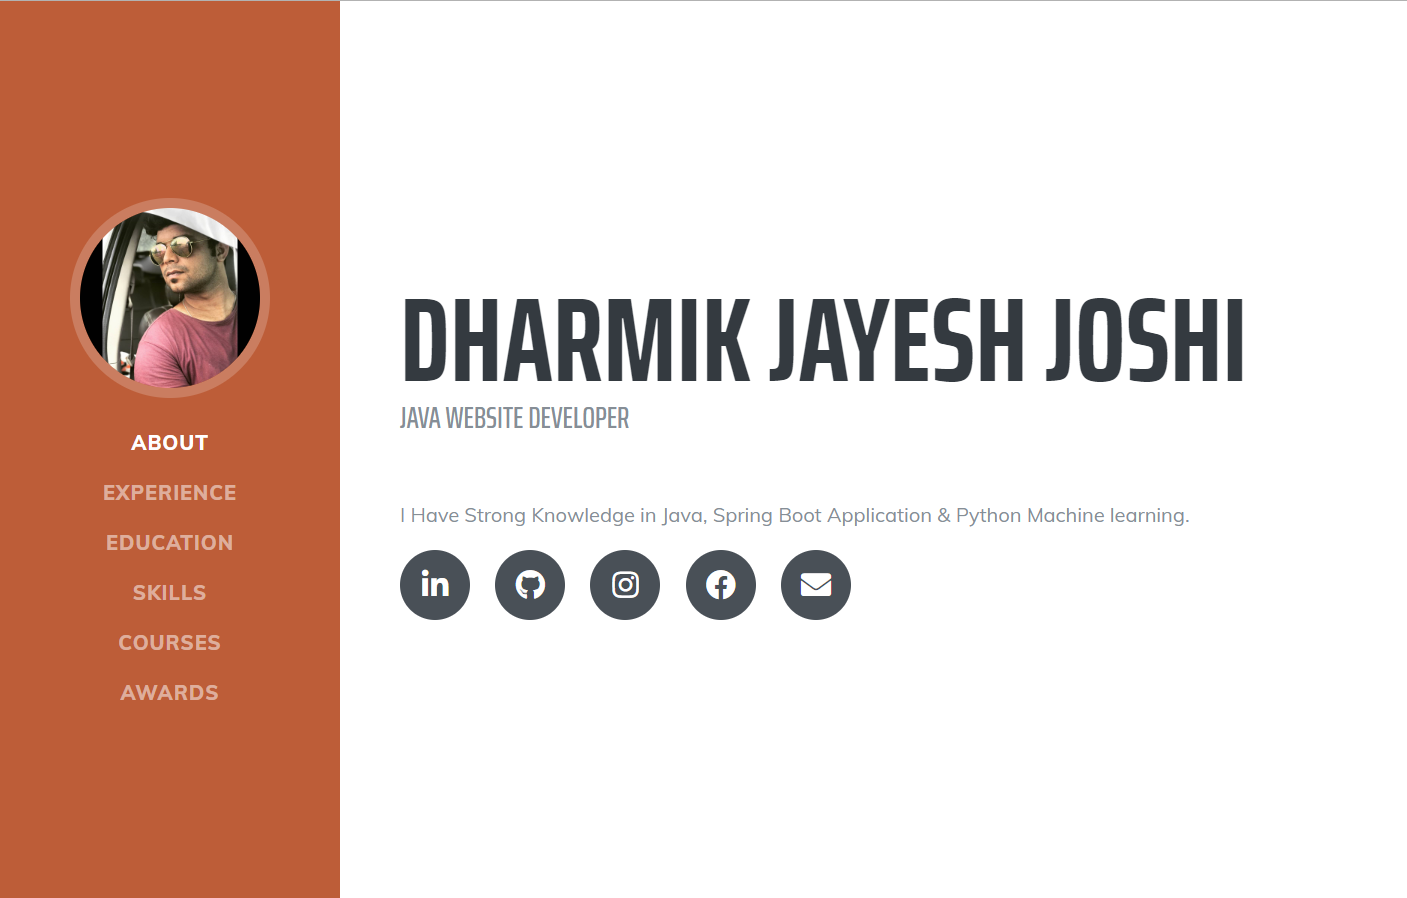 ABOUT
EXPERIENCE
EDUCATION
SKILLS
COURSES
AWARDS
DHARMIK JAYESH JOSHI
JAVA WEBSITE DEVELOPER
I Have Strong Knowledge in Java, Spring Boot Application & Python Machine learning.